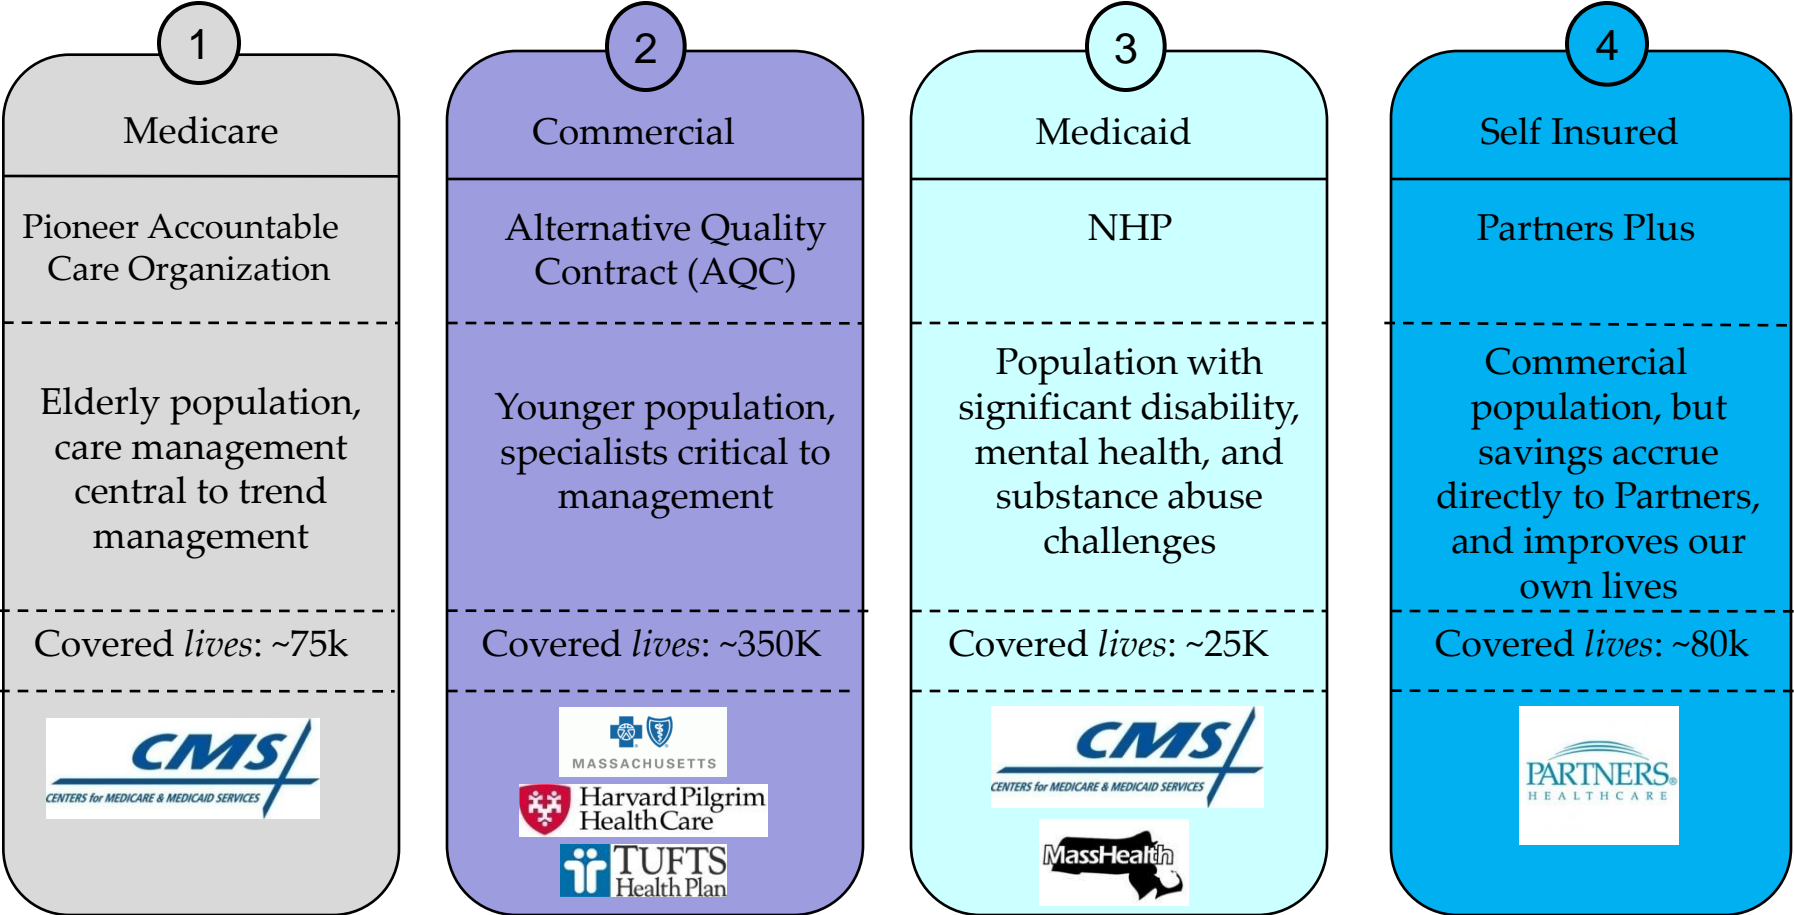 1
Medicare
Pioneer Accountable
Care Organization
Elderly population,
care management
central to trend
management
Covered lives: ~75k
CMS
CENTERS for MEDICARE & MEDICAID SERVICES
2
Commercial
Alternative Quality
Contract (AQC)
Younger population,
specialists critical to
management
Covered lives: ~350K
MASSACHUSETTS
Harvard Pilgrim
Health Care
TUFTS
Health Plan
3
Medicaid
NHP
Population with
significant disability,
mental health, and
substance abuse
challenges
Covered lives: ~25K
CMS
CENTERS for MEDICARE & MEDICAID SERVICES
MassHealth
4
Self Insured
Partners Plus
Commercial
population, but
savings accrue
directly to Partners,
and improves our
own lives
Covered lives: ~80k
PARTNERS®
HEALTHCARE